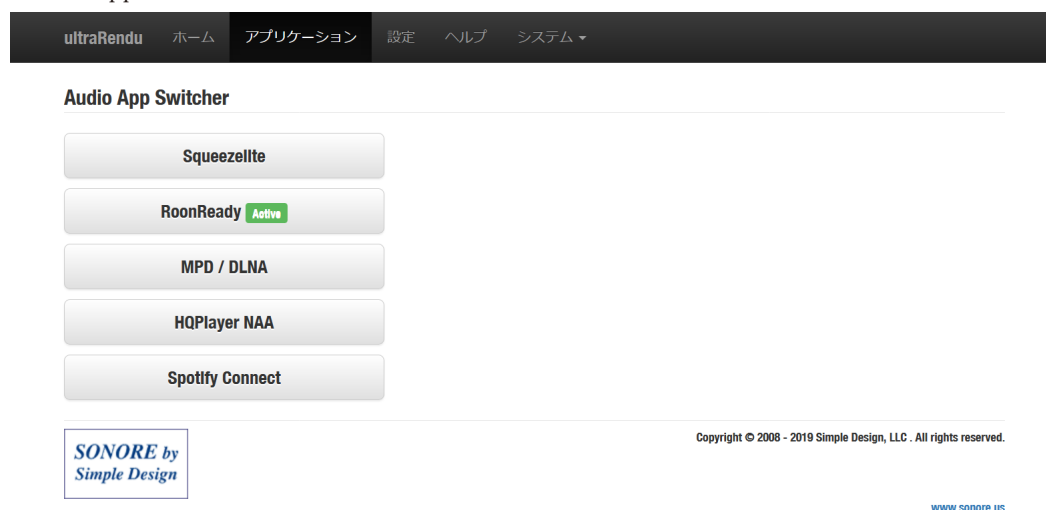 ultraRendu ホーム アプリケーション 設定 ヘルプ システム
Audio App Switcher
Squeezelite
RoonReady Active
MPD / DLNA
HQPlayer NAA
Spotify Connect
SONORE by
Simple Design
Copyright © 2008 - 2019 Simple Design, LLC . All rights reserved.
www.sonore.us